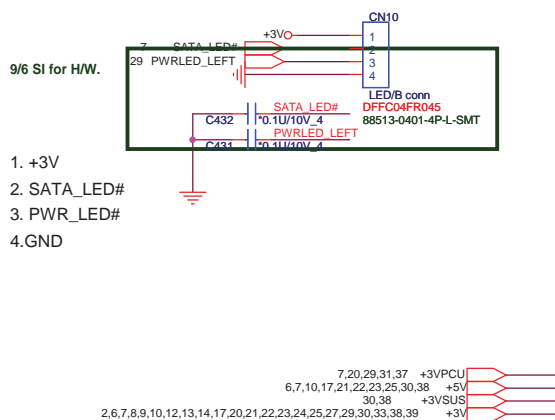 CN10
+3V
1
7 SATA_LED#
2
29 PWRLED_LEFT
3
4
9/6 SI for H/W.
LED/B conn
DFFC04FR045
88513-0401-4P-L-SMT
SATA_LED#
C432 *0.1U/10V_4
PWRLED_LEFT
C431 *0.1U/10V_4
1. +3V
2. SATA_LED#
3. PWR_LED#
4.GND
7,20,29,31,37 +3VPCU
6,7,10,17,21,22,23,25,30,38 +5V
30,38 +3VSUS
2,6,7,8,9,10,12,13,14,17,20,21,22,23,24,25,27,29,30,33,38,39 +3V